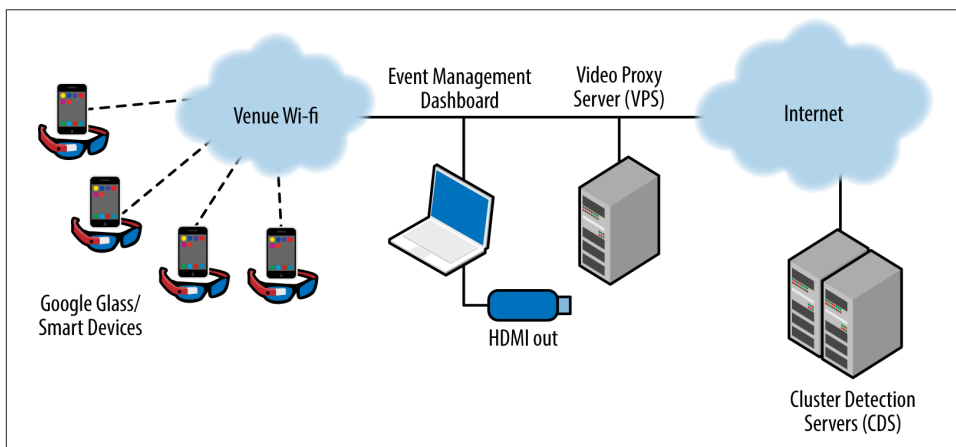 Event Management
Dashboard
Video Proxy
Server (VPS)
Venue Wi-fi
Internet
Google Glass/
Smart Devices
HDMI out
Cluster Detection
Servers (CDS)